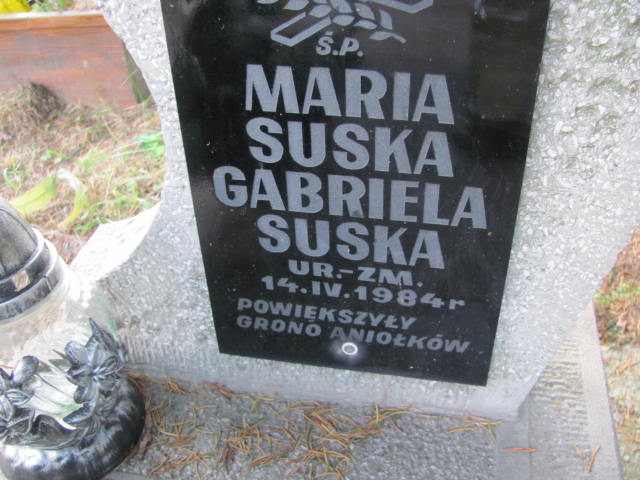 Ś.P.
MARIA
SUSKA
GABRIELA
SUSKA
UR.-ZM.
14.IV.1984r
POWIĘKSZYŁY
GRONO ANIOŁKÓW